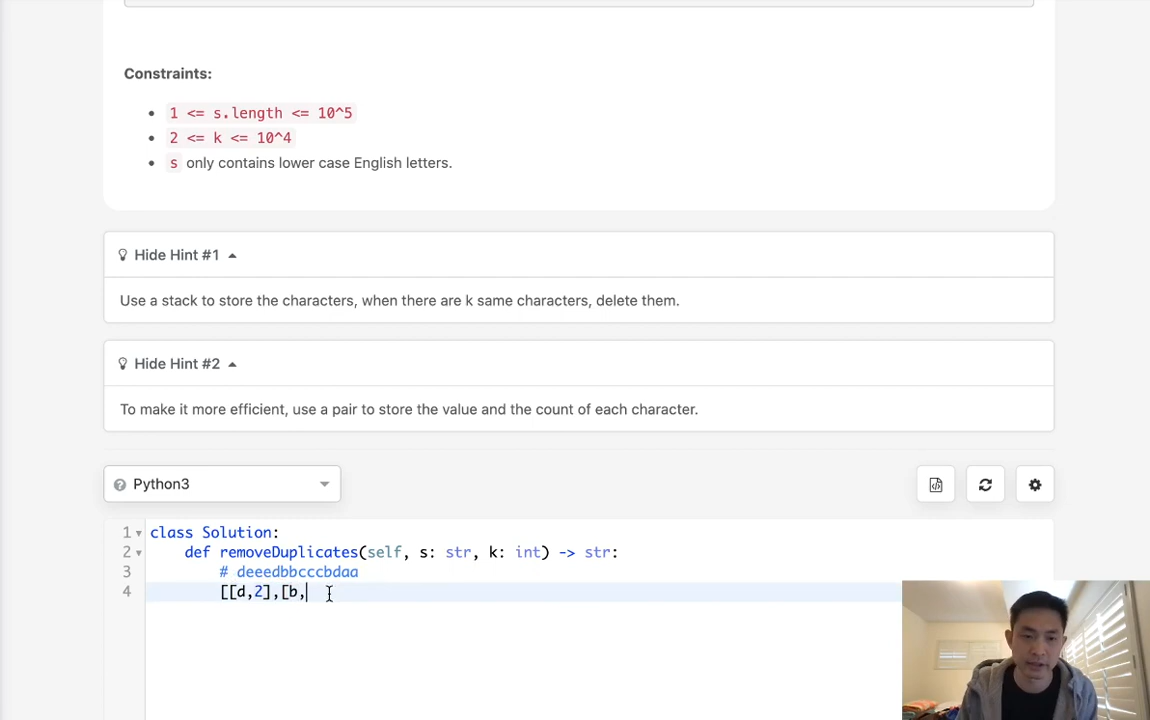 Constraints:
1 <= s.length <= 10^5
2 <= k <= 10^4
s only contains lower case English letters.
Hide Hint #1
Use a stack to store the characters, when there are k same characters, delete them.
Hide Hint #2
To make it more efficient, use a pair to store the value and the count of each character.
Python3
1 class Solution:
2 def removeDuplicates(self, s: str, k: int) -> str:
3 # deeedbbcccbdaa
4 [[d,2],[b,